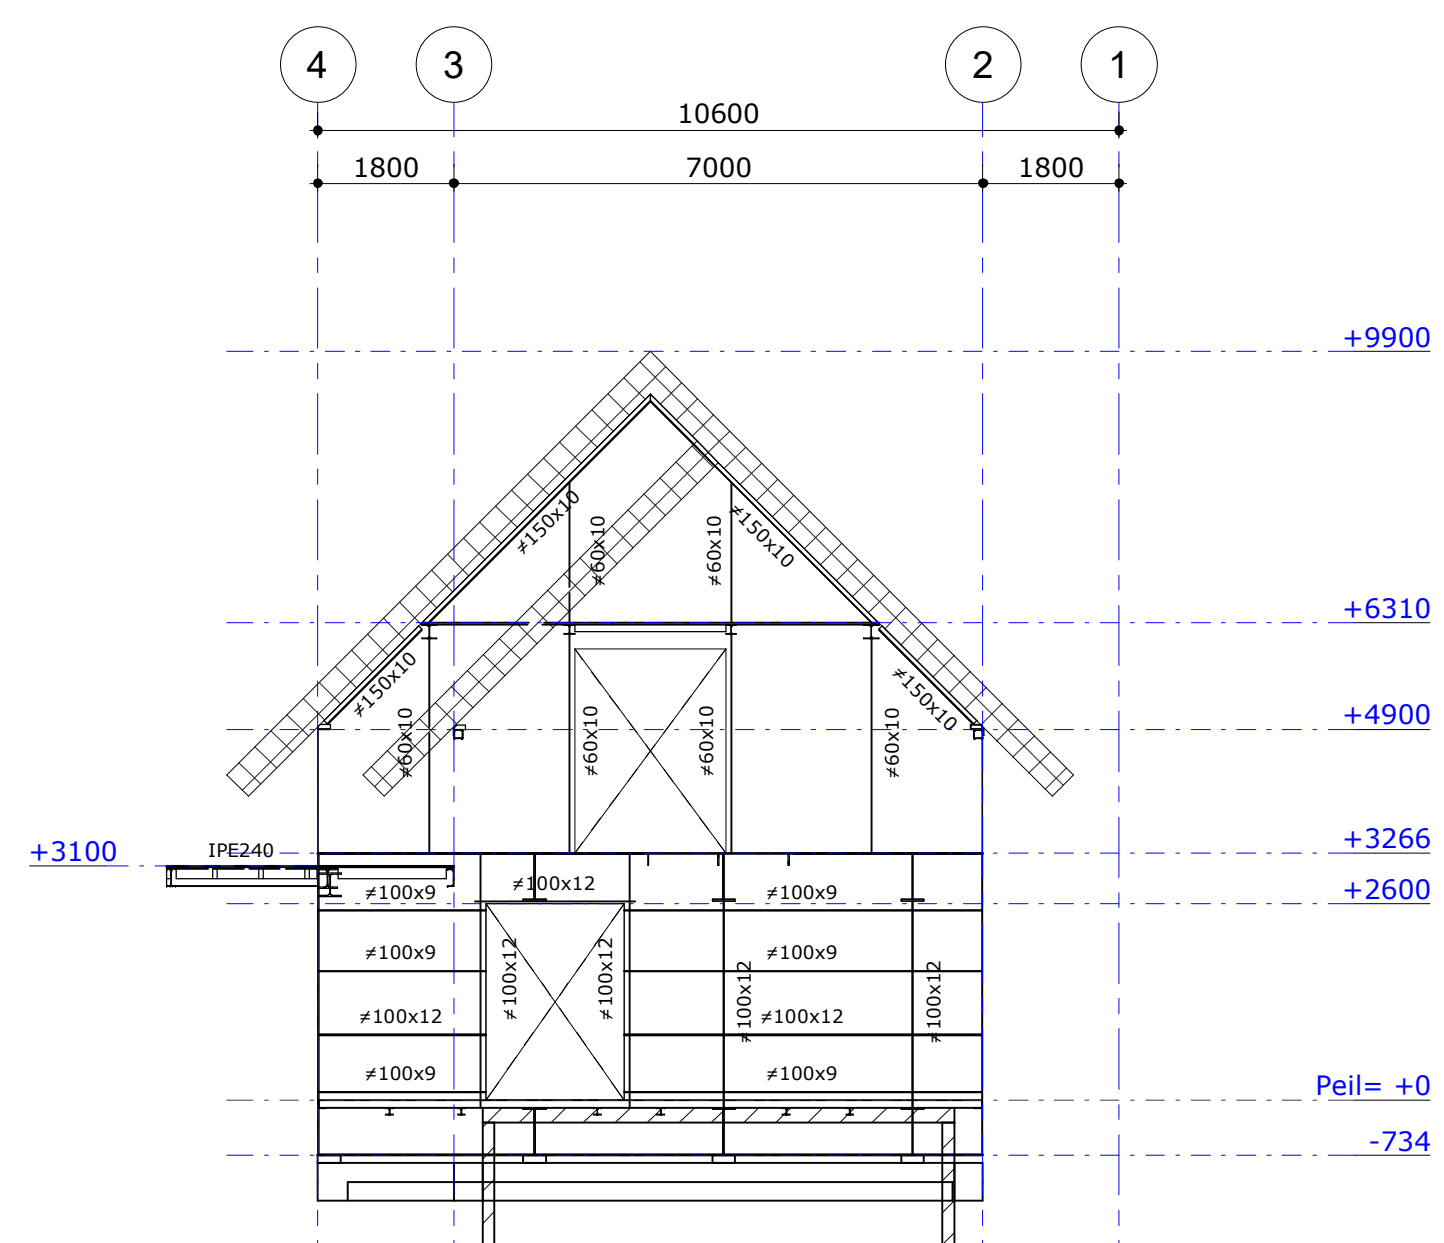 4 3 2 1
10600
1800 7000 1800
+9900
≠150x10 ≠60x10 ≠60x10 ≠150x10
+6310
≠150x10 ≠60x10 ≠60x10 ≠60x10 ≠60x10 ≠150x10
+4900
+3100 IPE240 +3266
≠100x9 ≠100x12 ≠100x9 +2600
≠100x9 ≠100x12 ≠100x12 ≠100x9 ≠100x12 ≠100x12
≠100x12 ≠100x12
≠100x9 ≠100x9
Peil= +0
-734